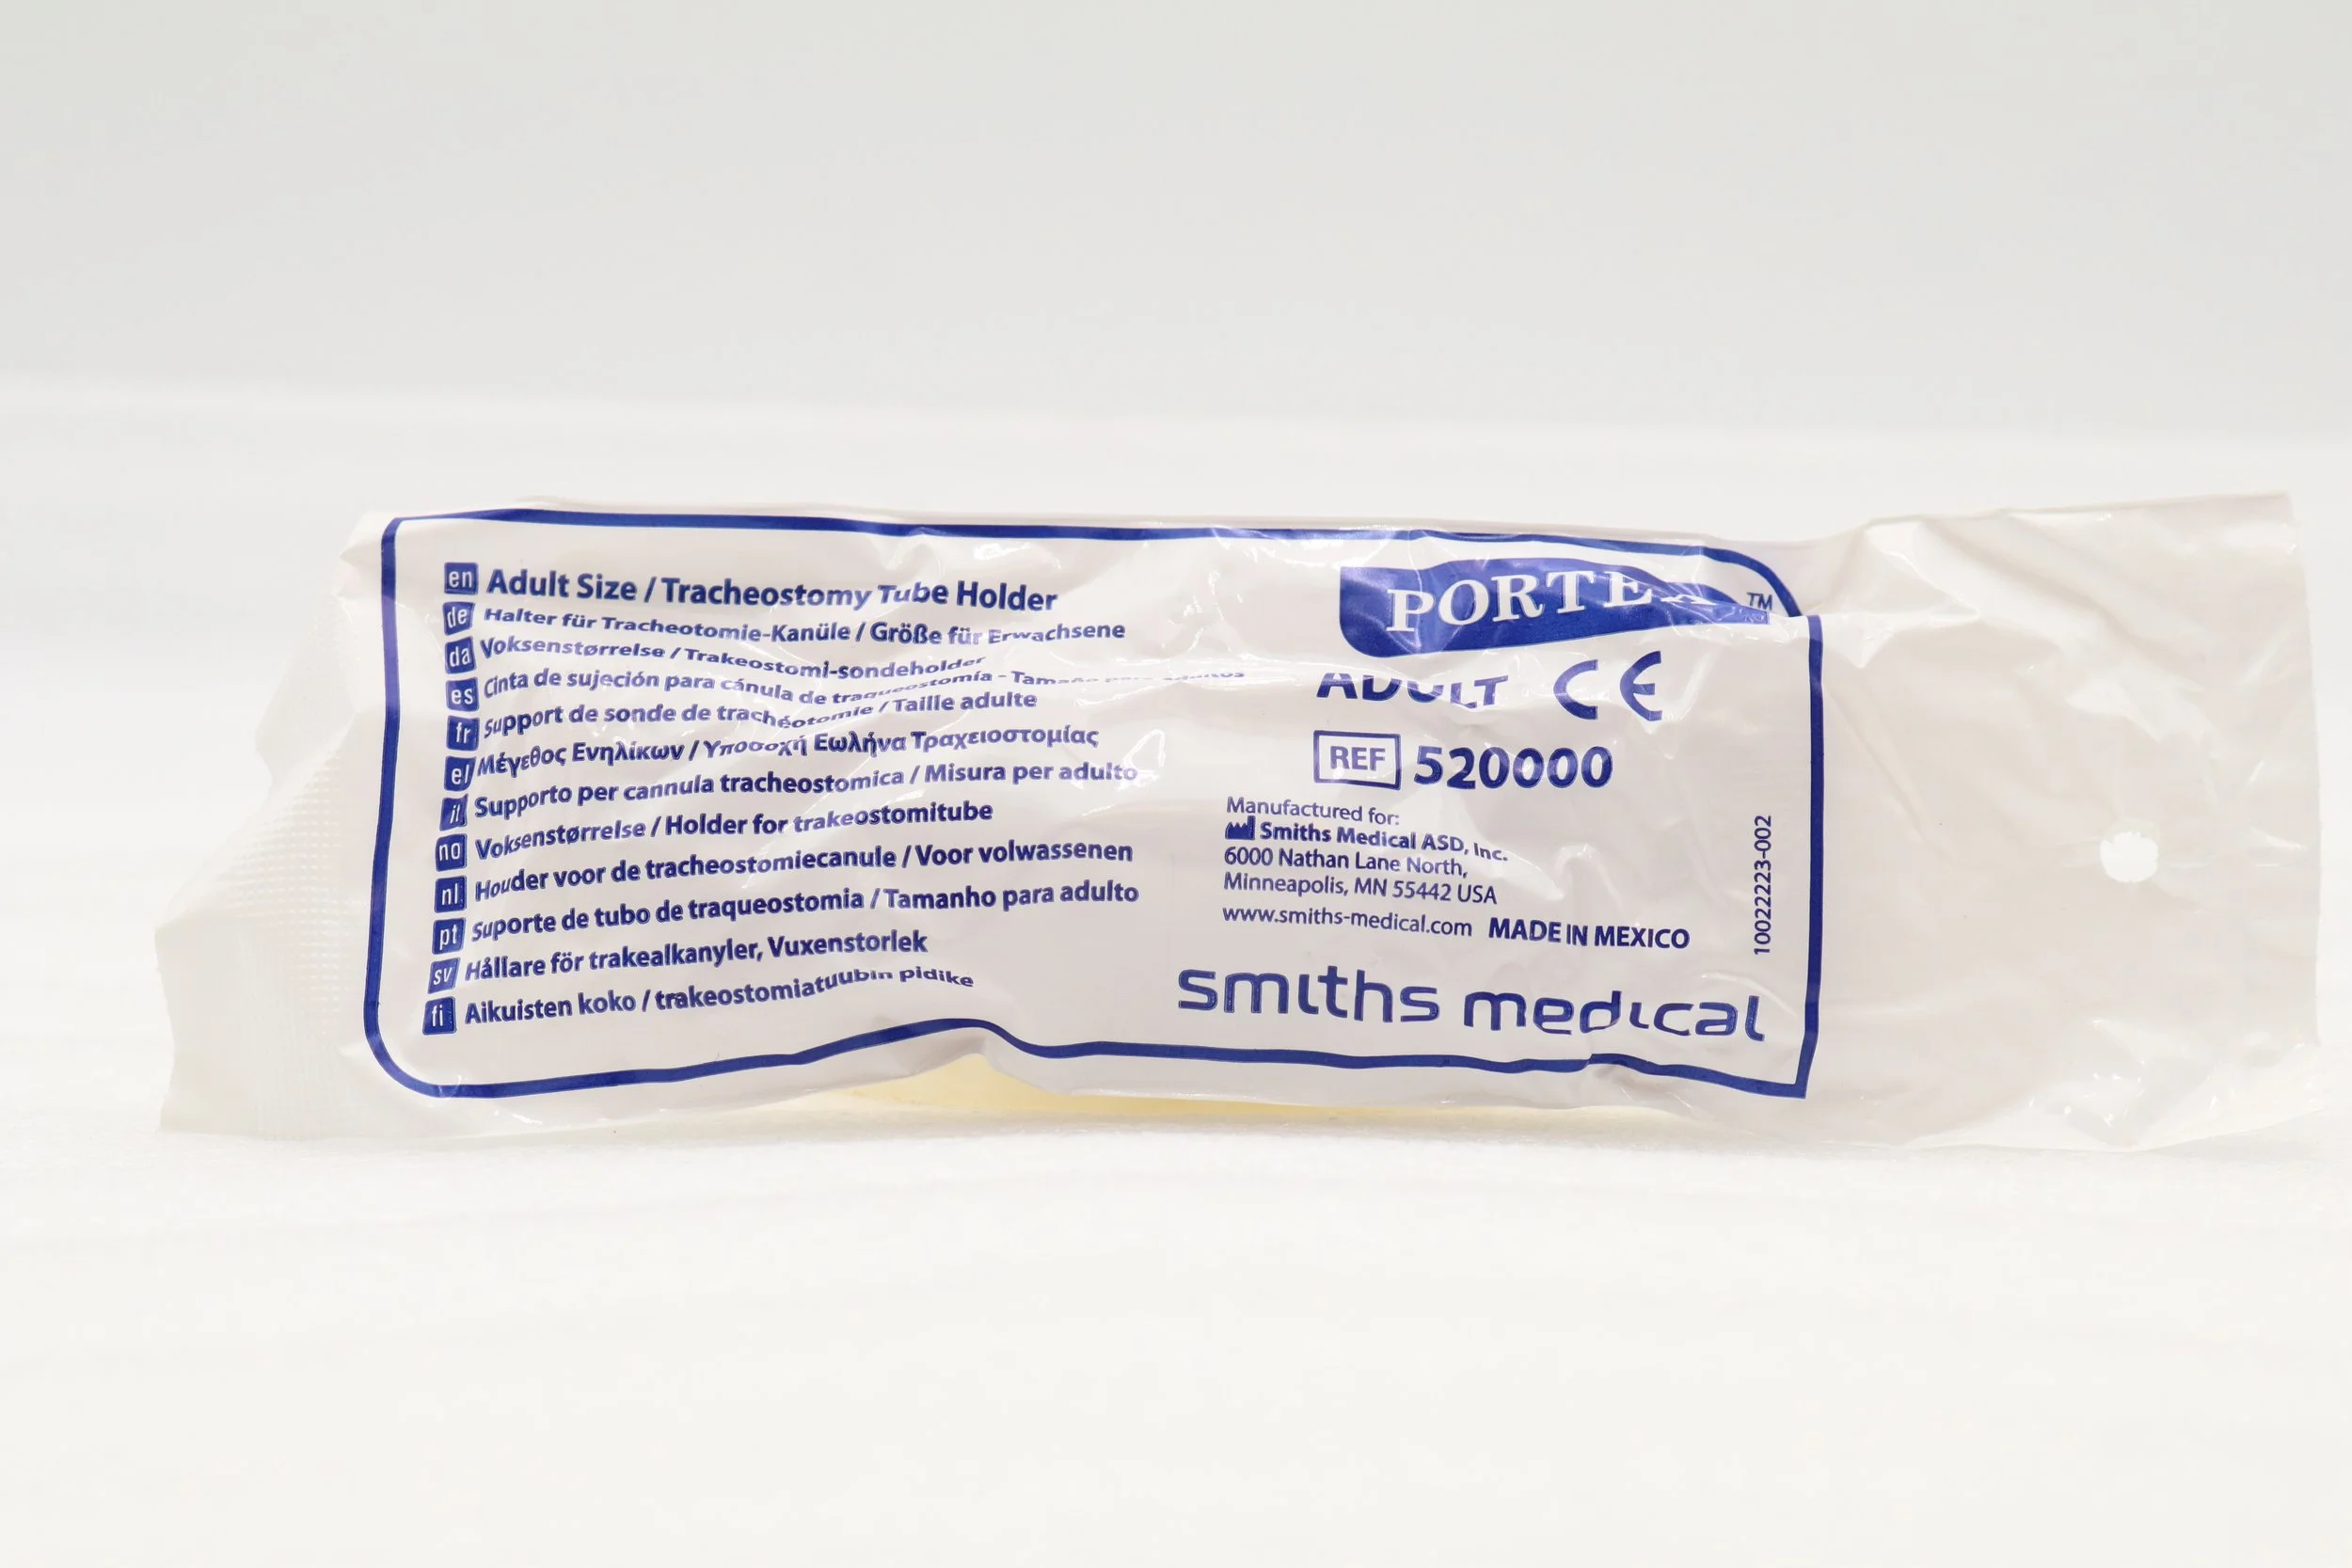 en Adult Size / Tracheostomy Tube Holder
de Halter für Tracheotomie-Kanüle / Größe für Erwachsene
da Voksenstørrelse / Trakeostomi-sondeholder
es Cinta de sujeción para cánula de traqueostomía - Tamaño para adultos
fr Support de sonde de trachéotomie / Taille adulte
el Μέγεθος Ενηλίκων / Υποδοχή Εωλήνα Τραχειοστομίας
it Supporto per cannula tracheostomica / Misura per adulto
no Voksenstørrelse / Holder for trakeostomitube
nl Houder voor de tracheostomiecanule / Voor volwassenen
pt Suporte de tubo de traqueostomia / Tamanho para adulto
sv Hållare för trakealkanyler, Vuxenstorlek
fi Aikuisten koko / trakeostomiatuubin pidike
PORTEX™
ADULT CE
REF 520000
Manufactured for:
Smiths Medical ASD, Inc.
6000 Nathan Lane North,
Minneapolis, MN 55442 USA
www.smiths-medical.com MADE IN MEXICO
10022223-002
smiths medical